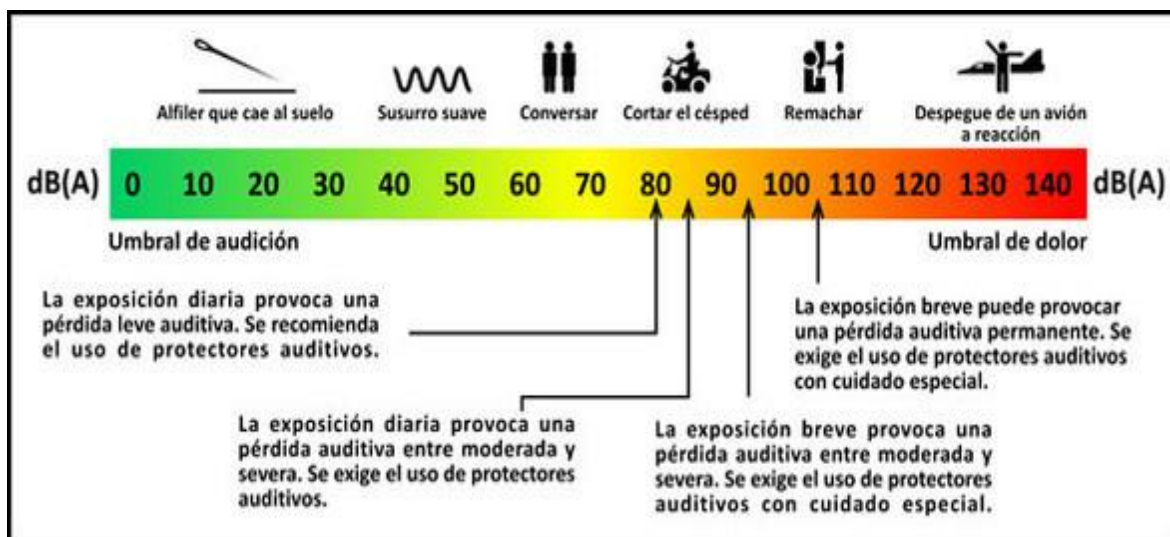 Alfiler que cae al suelo
Susurro suave
Conversar
Cortar el césped
Remachar
Despegue de un avión
a reacción
dB(A) 0 10 20 30 40 50 60 70 80 90 100 110 120 130 140 dB(A)
Umbral de audición
Umbral de dolor
La exposición diaria provoca una
pérdida leve auditiva. Se recomienda
el uso de protectores auditivos.
La exposición breve puede provocar
una pérdida auditiva permanente. Se
exige el uso de protectores auditivos
con cuidado especial.
La exposición diaria provoca una
pérdida auditiva entre moderada y
severa. Se exige el uso de protectores
auditivos.
La exposición breve provoca una
pérdida auditiva entre moderada y
severa. Se exige el uso de protectores
auditivos con cuidado especial.